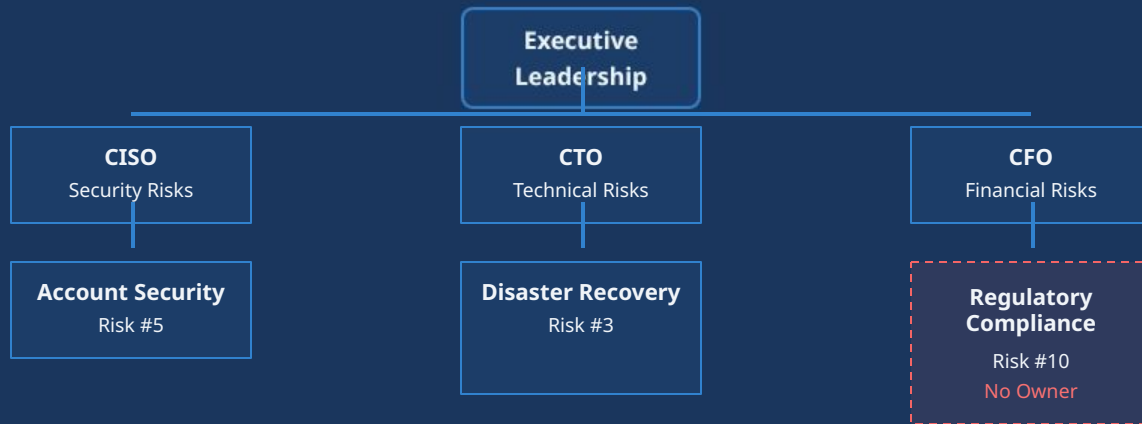 Executive
Leadership
CISO
Security Risks
CTO
Technical Risks
CFO
Financial Risks
Account Security
Risk #5
Disaster Recovery
Risk #3
Regulatory
Compliance
Risk #10
No Owner